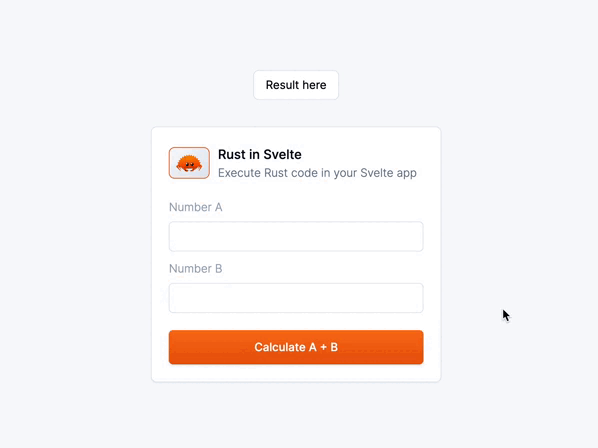 Result here
Rust in Svelte
Execute Rust code in your Svelte app
Number A
Number B
Calculate A + B